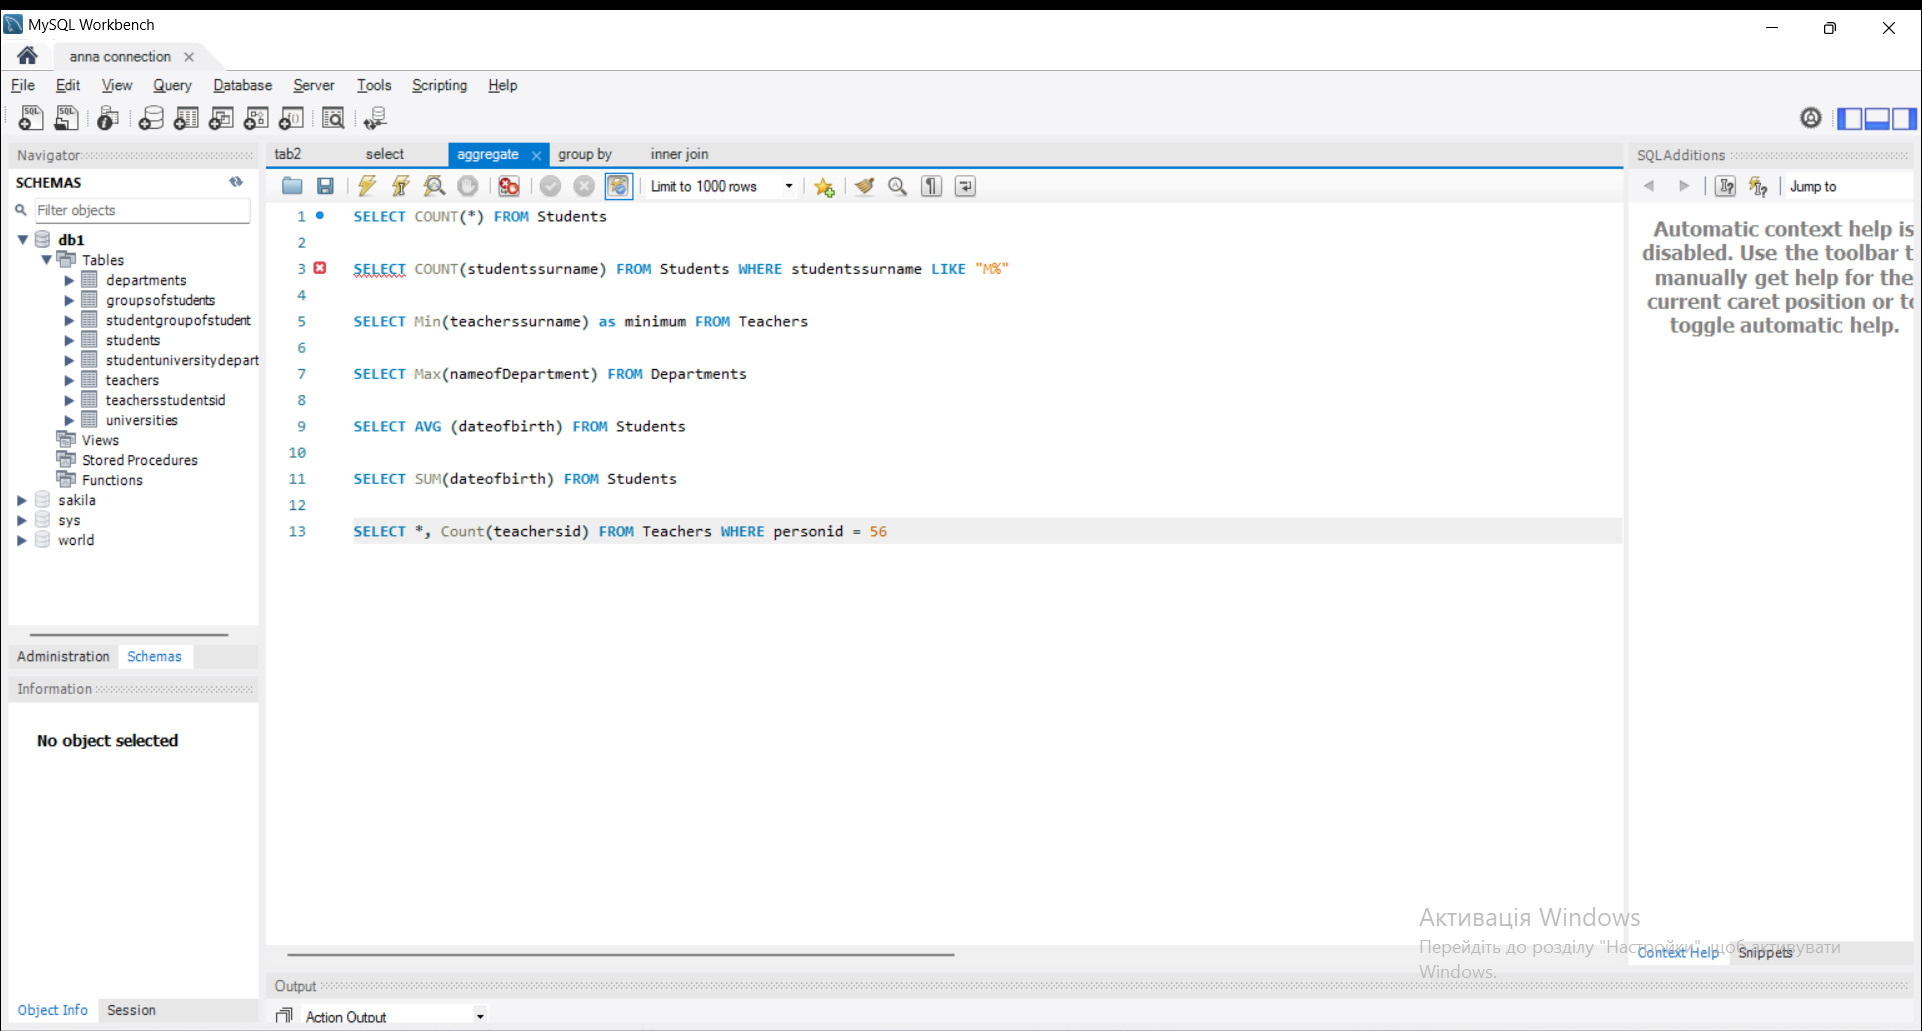 MySQL Workbench
anna connection
File Edit View Query Database Server Tools Scripting Help
Navigator
SCHEMAS
Filter objects
db1
Tables
departments
groupsofstudents
studentgroupofstudent
students
studentuniversitydepart
teachers
teachersstudentsid
universities
Views
Stored Procedures
Functions
sakila
sys
world
Administration Schemas
Information
No object selected
Object Info Session
tab2 select aggregate group by inner join
Limit to 1000 rows
1 SELECT COUNT(*) FROM Students
2
3 SELECT COUNT(studentssurname) FROM Students WHERE studentssurname LIKE "M%"
4
5 SELECT Min(teacherssurname) as minimum FROM Teachers
6
7 SELECT Max(nameofDepartment) FROM Departments
8
9 SELECT AVG (dateofbirth) FROM Students
10
11 SELECT SUM(dateofbirth) FROM Students
12
13 SELECT *, Count(teachersid) FROM Teachers WHERE personid = 56
Output
Action Output
SQLAdditions
Jump to
Automatic context help is
disabled. Use the toolbar t
manually get help for the
current caret position or to
toggle automatic help.
Context Help Snippets
Активація Windows
Перейдіть до розділу "Настройки", щоб активувати
Windows.